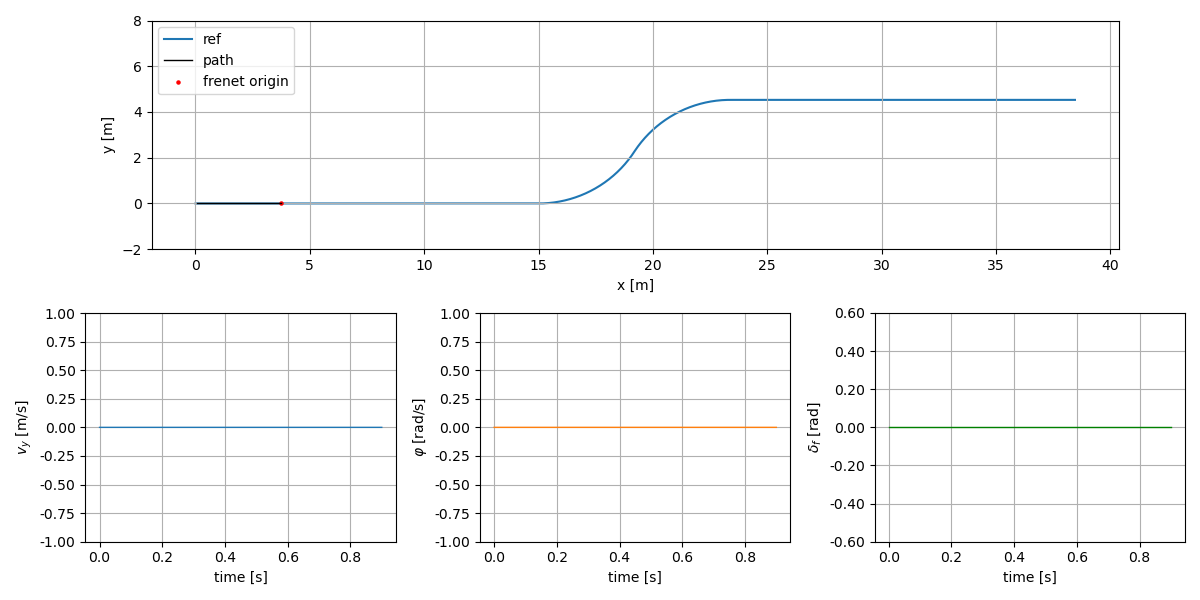 8
6
4
2
0
−2
y [m]
ref
path
frenet origin
0 5 10 15 20 25 30 35 40
x [m]
1.00
0.75
0.50
0.25
0.00
-0.25
-0.50
-0.75
-1.00
v_y [m/s]
0.0 0.2 0.4 0.6 0.8
time [s]
1.00
0.75
0.50
0.25
0.00
-0.25
-0.50
-0.75
-1.00
φ [rad/s]
0.0 0.2 0.4 0.6 0.8
time [s]
0.60
0.40
0.20
0.00
-0.20
-0.40
-0.60
δ_f [rad]
0.0 0.2 0.4 0.6 0.8
time [s]